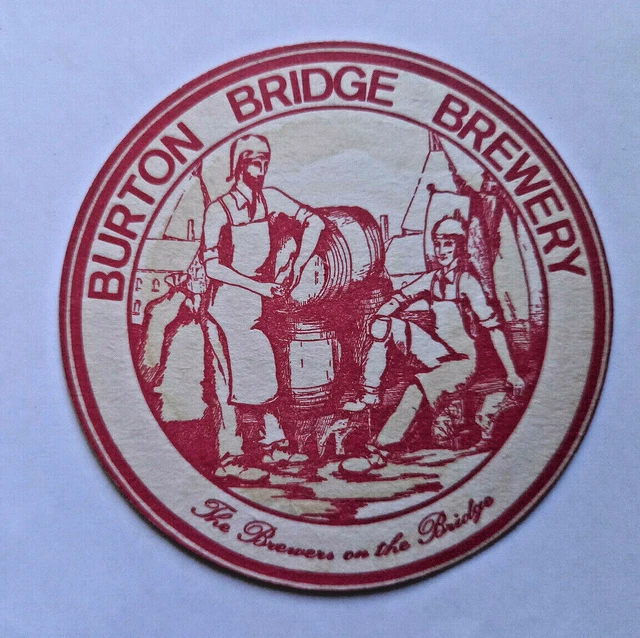 BURTON BRIDGE BREWERY
The Brewers on the Bridge